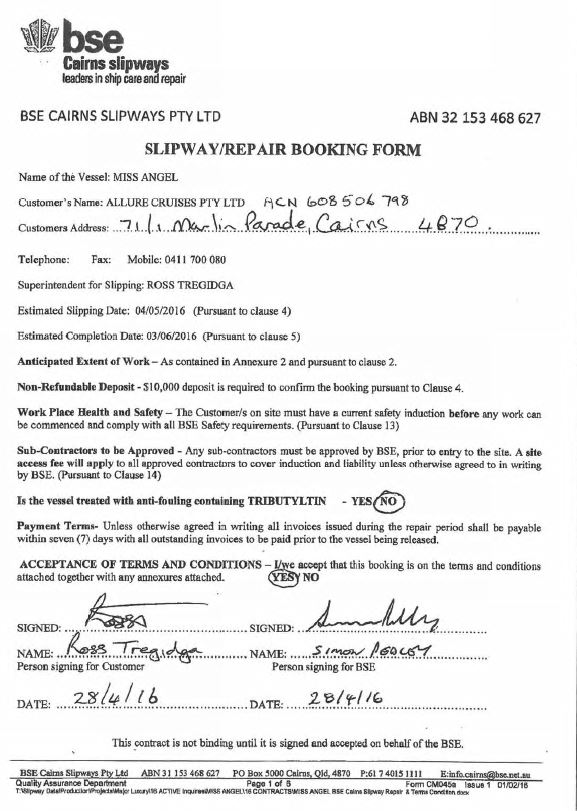 bse
Cairns slipways
leaders in ship care and repair
BSE CAIRNS SLIPWAYS PTY LTD ABN 32 153 468 627
SLIPWAY/REPAIR BOOKING FORM
Name of the Vessel: MISS ANGEL
Customer's Name: ALLURE CRUISES PTY LTD ACN 608 506 798
Customers Address: 71/1 Marlin Parade, Cairns 4870
Telephone: Fax: Mobile: 0411 700 080
Superintendent for Slipping: ROSS TREGIDGA
Estimated Slipping Date: 04/05/2016 (Pursuant to clause 4)
Estimated Completion Date: 03/06/2016 (Pursuant to clause 5)
Anticipated Extent of Work – As contained in Annexure 2 and pursuant to clause 2.
Non-Refundable Deposit - $10,000 deposit is required to confirm the booking pursuant to Clause 4.
Work Place Health and Safety – The Customer/s on site must have a current safety induction before any work can
be commenced and comply with all BSE Safety requirements. (Pursuant to Clause 13)
Sub-Contractors to be Approved - Any sub-contractors must be approved by BSE, prior to entry to the site. A site
access fee will apply to all approved contractors to cover induction and liability unless otherwise agreed to in writing
by BSE. (Pursuant to Clause 14)
Is the vessel treated with anti-fouling containing TRIBUTYLTIN - YES/NO
Payment Terms- Unless otherwise agreed in writing all invoices issued during the repair period shall be payable
within seven (7) days with all outstanding invoices to be paid prior to the vessel being released.
ACCEPTANCE OF TERMS AND CONDITIONS – I/we accept that this booking is on the terms and conditions
attached together with any annexures attached. YES/NO
SIGNED: SIGNED:
NAME: Ross Tregidga NAME: SIMON
Person signing for Customer Person signing for BSE
DATE: 28/4/16 DATE: 28/4/16
This contract is not binding until it is signed and accepted on behalf of the BSE.
BSE Cairns Slipways Pty Ltd ABN 31 153 468 627 PO Box 5000 Cairns, Qld, 4870 P:61 7 4015 1111 E:info.cairns@bse.net.au
Quality Assurance Department Page 1 of 6 Form CM045a Issue 1 01/02/16